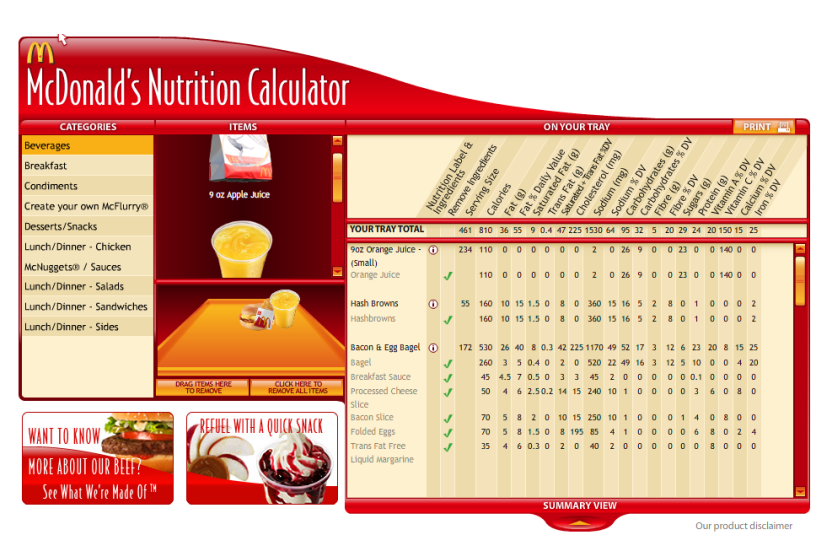 McDonald's Nutrition Calculator
CATEGORIES
ITEMS
ON YOUR TRAY
PRINT
Beverages
Breakfast
Condiments
Create your own McFlurry®
Desserts/Snacks
Lunch/Dinner - Chicken
McNuggets® / Sauces
Lunch/Dinner - Salads
Lunch/Dinner - Sandwiches
Lunch/Dinner - Sides
9 oz Apple Juice
DRAG ITEMS HERE
TO REMOVE
CLICK HERE TO
REMOVE ALL ITEMS
Nutrition Label &
Ingredients
Remove Ingredients
Serving Size
Calories
Fat (g)
Fat % Daily Value
Saturated Fat (g)
Trans Fat (g)
Saturated + Trans Fat %DV
Cholesterol (mg)
Sodium (mg)
Sodium % DV
Carbohydrates (g)
Carbohydrates % DV
Fibre (g)
Fibre % DV
Sugars (g)
Protein (g)
Vitamin A % DV
Vitamin C % DV
Calcium % DV
Iron % DV
YOUR TRAY TOTAL 461 810 36 55 9 0.4 47 225 1530 64 95 32 5 20 29 24 20 150 15 25
9oz Orange Juice - 234 110 0 0 0 0 0 0 2 0 26 9 0 0 23 0 0 140 0 0
(Small)
Orange Juice 110 0 0 0 0 0 0 2 0 26 9 0 0 23 0 0 140 0 0
Hash Browns 55 160 10 15 1.5 0 8 0 360 15 16 5 2 8 0 1 0 0 0 2
Hashbrowns 160 10 15 1.5 0 8 0 360 15 16 5 2 8 0 1 0 0 0 2
Bacon & Egg Bagel 172 530 26 40 8 0.3 42 225 1170 49 52 17 3 12 6 23 20 8 15 25
Bagel 260 3 5 0.4 0 2 0 520 22 49 16 3 12 5 10 0 0 4 20
Breakfast Sauce 45 4.5 7 0.5 0 3 3 45 2 0 0 0 0 0 0.1 0 0 0 0
Processed Cheese 50 4 6 2.5 0.2 14 15 240 10 1 0 0 0 0 3 6 0 8 0
Slice
Bacon Slice 70 5 8 2 0 10 15 250 10 1 0 0 0 1 4 0 8 0 0
Folded Eggs 70 5 8 1.5 0 8 195 85 4 1 0 0 0 0 6 8 0 2 4
Trans Fat Free 35 4 6 0.3 0 2 0 40 2 0 0 0 0 0 0 8 0 0 0
Liquid Margarine
SUMMARY VIEW
WANT TO KNOW
MORE ABOUT OUR BEEF?
See What We're Made Of ™
REFUEL WITH A QUICK SNACK
Our product disclaimer